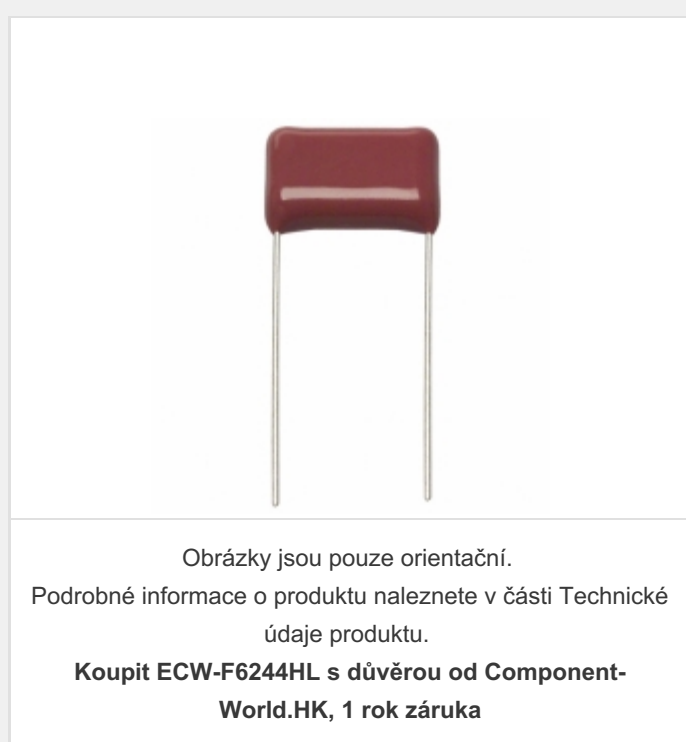 Obrázky jsou pouze orientační.
Podrobné informace o produktu naleznete v části Technické
údaje produktu.
Koupit ECW-F6244HL s důvěrou od Component-
World.HK, 1 rok záruka